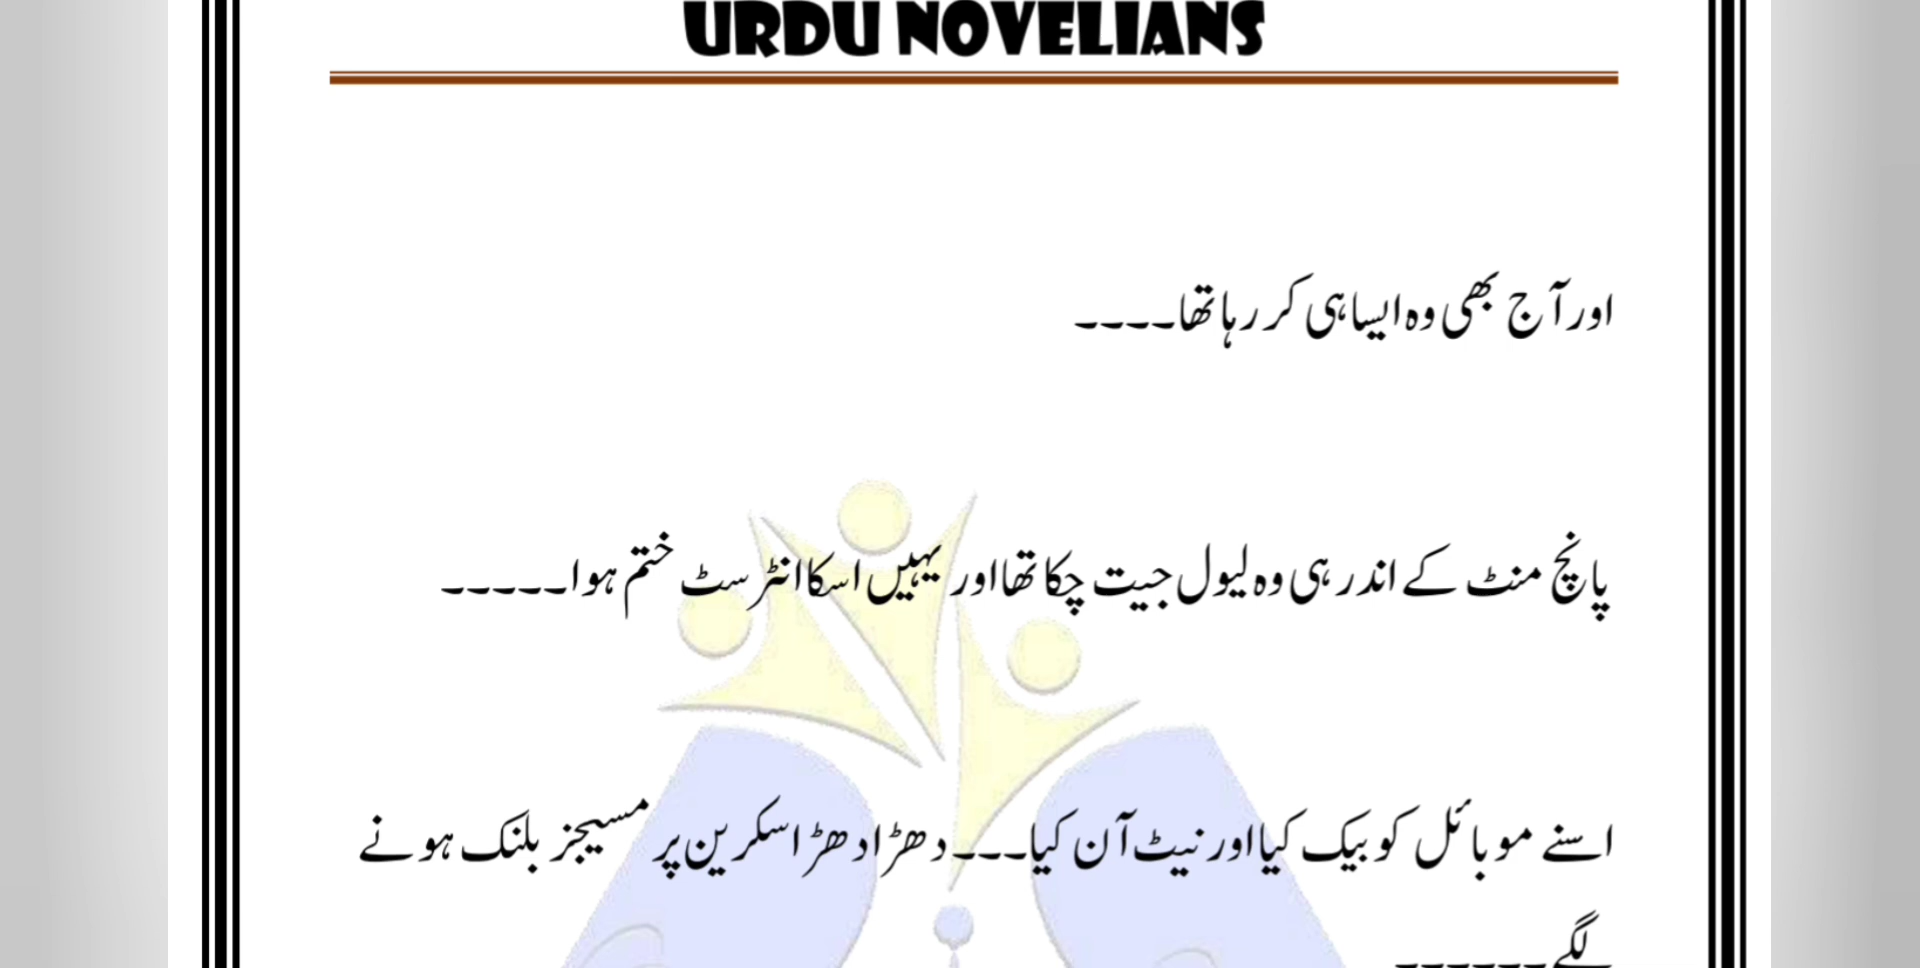 URDU NOVELIANS
اور آج بھی وہ ایسا ہی کر رہا تھا۔۔۔۔
پانچ منٹ کے اندر ہی وہ لیول جیت چکا تھا اور یہیں اسکا انٹرسٹ ختم ہوا۔۔۔۔۔
اسنے موبائل کو بیک کیا اور نیٹ آن کیا۔۔۔ دھڑا دھڑ اسکرین پر مسیجز بلنک ہونے
لگے۔۔۔۔۔۔